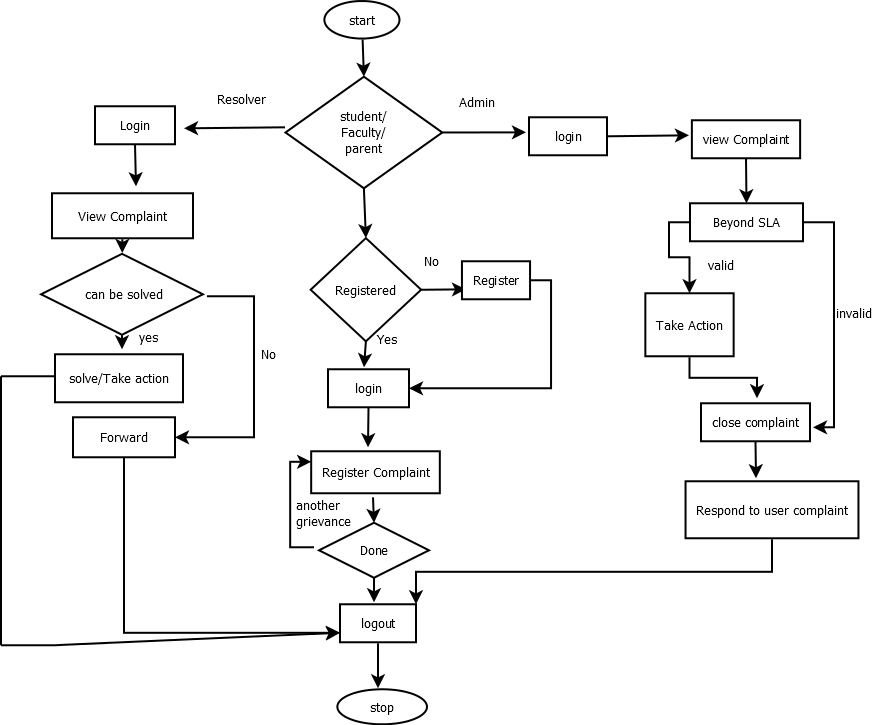 start
Resolver
Admin
student/
Faculty/
parent
Login
login
view Complaint
View Complaint
Beyond SLA
No
valid
can be solved
Registered
Register
invalid
yes
Yes
Take Action
No
solve/Take action
login
close complaint
Forward
Register Complaint
another
grievance
Respond to user complaint
Done
logout
stop